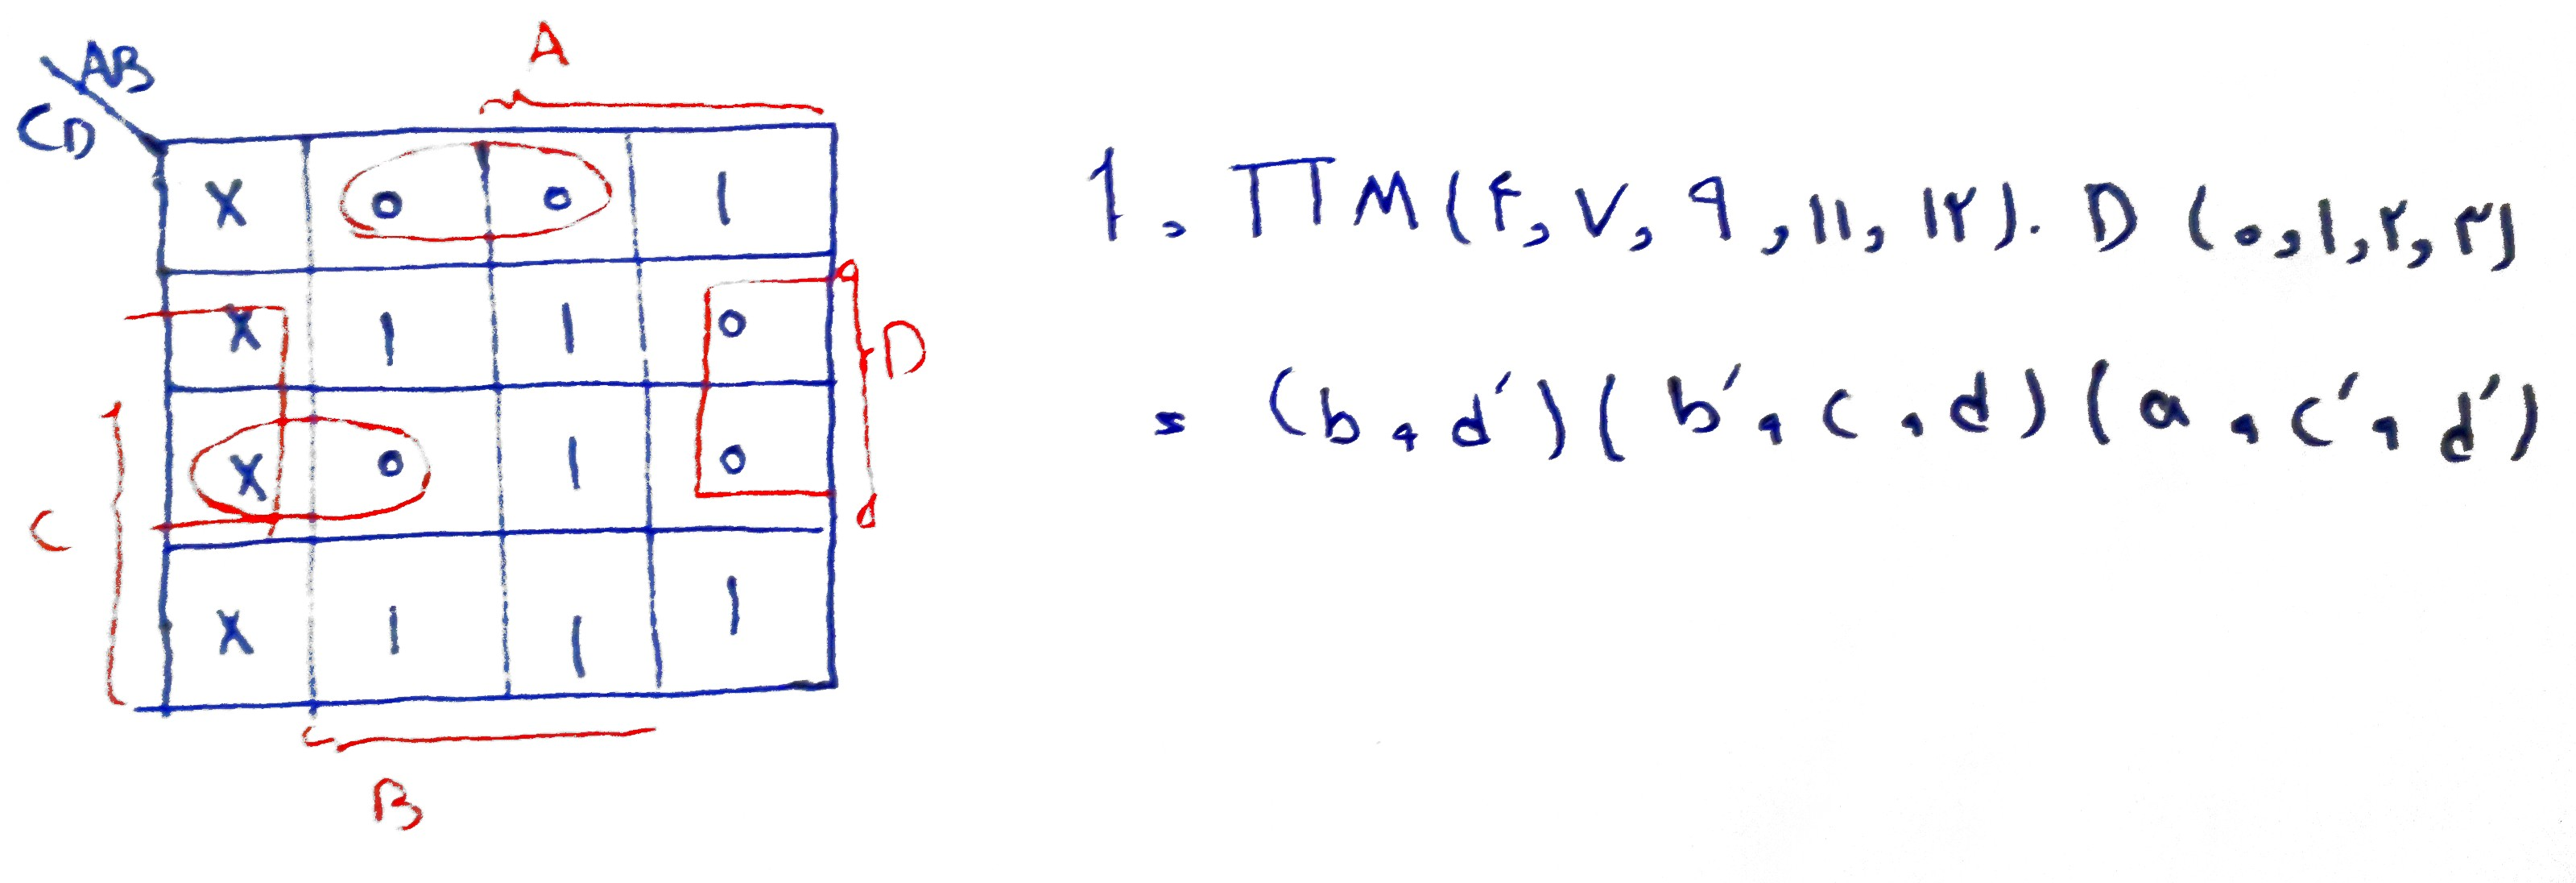 A
AB
CD
X 0 0 1
X 1 1 0
D
X 0 1 0
C
X 1 1 1
B
f = ΠM(۴, ۷, ۹, ۱۱, ۱۲). D(۰, ۱, ۲, ۳)
= (b + d′)(b′ + c + d)(a + c′ + d′)